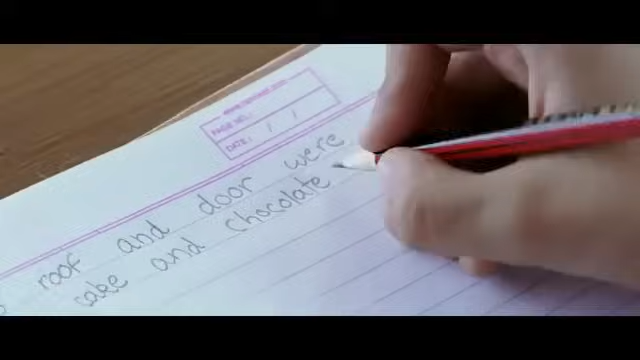 PAGE NO.:
DATE: / /
roof and door were
cake and chocolate